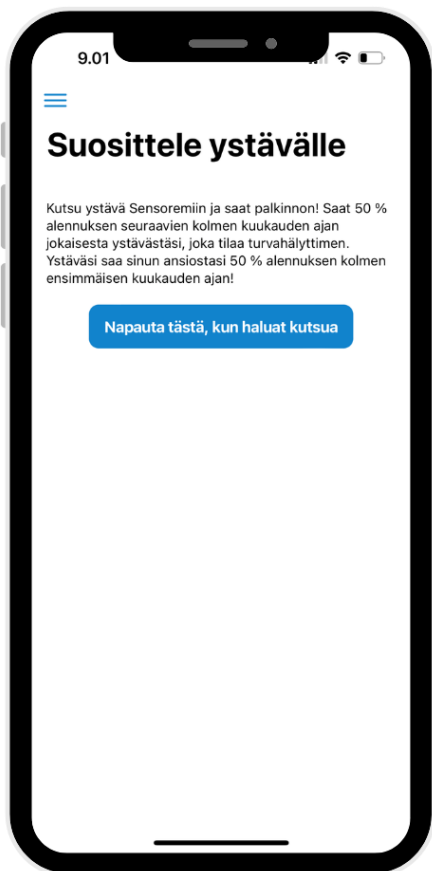 9.01
Suosittele ystävälle
Kutsu ystävä Sensoremiin ja saat palkinnon! Saat 50 %
alennuksen seuraavien kolmen kuukauden ajan
jokaisesta ystävästäsi, joka tilaa turvahälyttimen.
Ystäväsi saa sinun ansiostasi 50 % alennuksen kolmen
ensimmäisen kuukauden ajan!
Napauta tästä, kun haluat kutsua